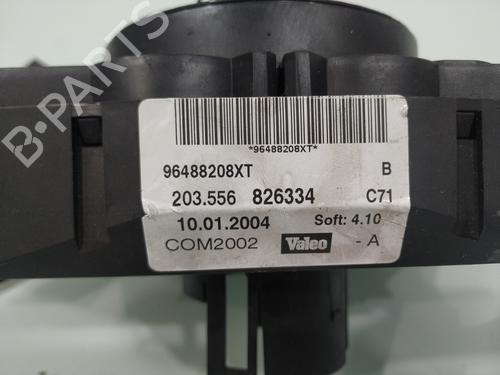 B-PARTS
*96488208XT*
96488208XT B
203.556 826334 C71
10.01.2004 Soft: 4.10
COM2002 Valeo - A